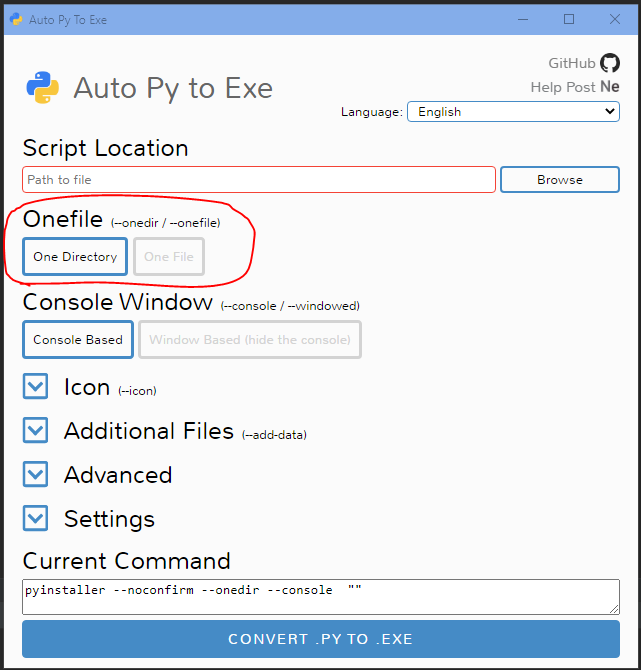 Auto Py To Exe
GitHub
Auto Py to Exe
Help Post Ne
Language: English
Script Location
Path to file
Browse
Onefile (--onedir / --onefile)
One Directory One File
Console Window (--console / --windowed)
Console Based Window Based (hide the console)
Icon (--icon)
Additional Files (--add-data)
Advanced
Settings
Current Command
pyinstaller --noconfirm --onedir --console ""
CONVERT .PY TO .EXE